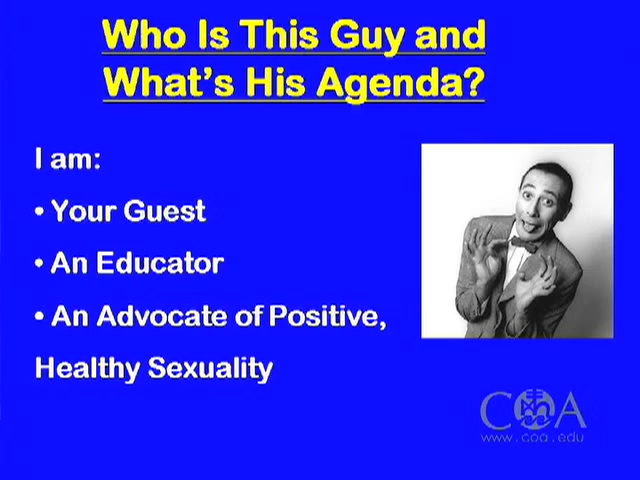 Who Is This Guy and
What's His Agenda?
I am:
• Your Guest
• An Educator
• An Advocate of Positive,
Healthy Sexuality
COA
www.coa.edu